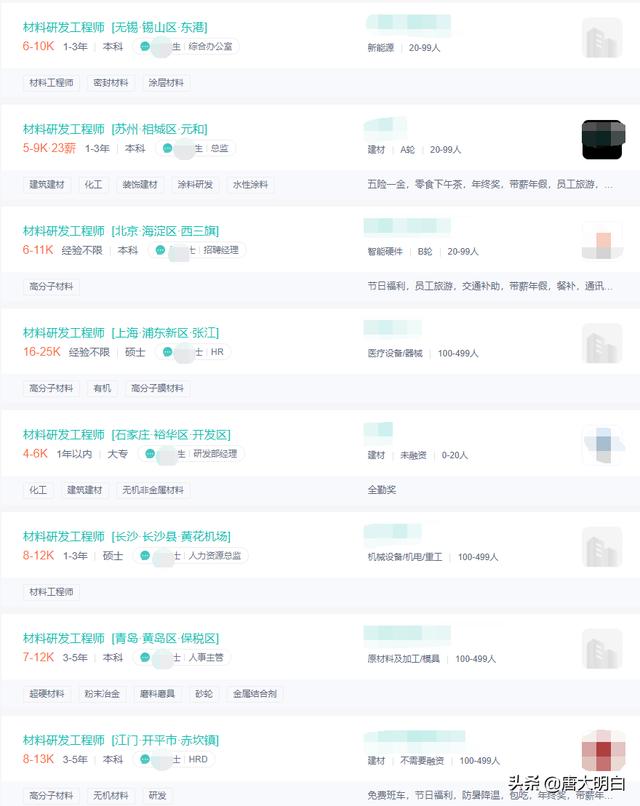 材料研发工程师 [无锡·锡山区·东港]
6-10K 1-3年 | 本科 生 | 综合办公室
新能源 | 20-99人
材料工程师 密封材料 涂层材料
材料研发工程师 [苏州·相城区·元和]
5-9K·23薪 1-3年 | 本科 生 | 总监
建材 | A轮 | 20-99人
建筑建材 化工 装饰建材 涂料研发 水性涂料
五险一金，零食下午茶，年终奖，带薪年假，员工旅游，...
材料研发工程师 [北京·海淀区·西三旗]
6-11K 经验不限 | 本科 士 | 招聘经理
智能硬件 | B轮 | 20-99人
高分子材料
节日福利，员工旅游，交通补助，带薪年假，餐补，通讯...
材料研发工程师 [上海·浦东新区·张江]
16-25K 经验不限 | 硕士 士 | HR
医疗设备/器械 | 100-499人
高分子材料 有机 高分子膜材料
材料研发工程师 [石家庄·裕华区·开发区]
4-6K 1年以内 | 大专 生 | 研发部经理
建材 | 未融资 | 0-20人
化工 建筑建材 无机非金属材料
全勤奖
材料研发工程师 [长沙·长沙县·黄花机场]
8-12K 1-3年 | 硕士 士 | 人力资源总监
机械设备/机电/重工 | 100-499人
材料工程师
材料研发工程师 [青岛·黄岛区·保税区]
7-12K 3-5年 | 本科 士 | 人事主管
原材料及加工/模具 | 100-499人
超硬材料 粉末冶金 磨料磨具 砂轮 金属结合剂
材料研发工程师 [江门·开平市·赤坎镇]
8-13K 3-5年 | 本科 士 | HRD
建材 | 不需要融资 | 100-499人
高分子材料 无机材料 研发
免费班车，节日福利，防暑降温，包吃，年终奖，带薪年...
头条 @唐大明白